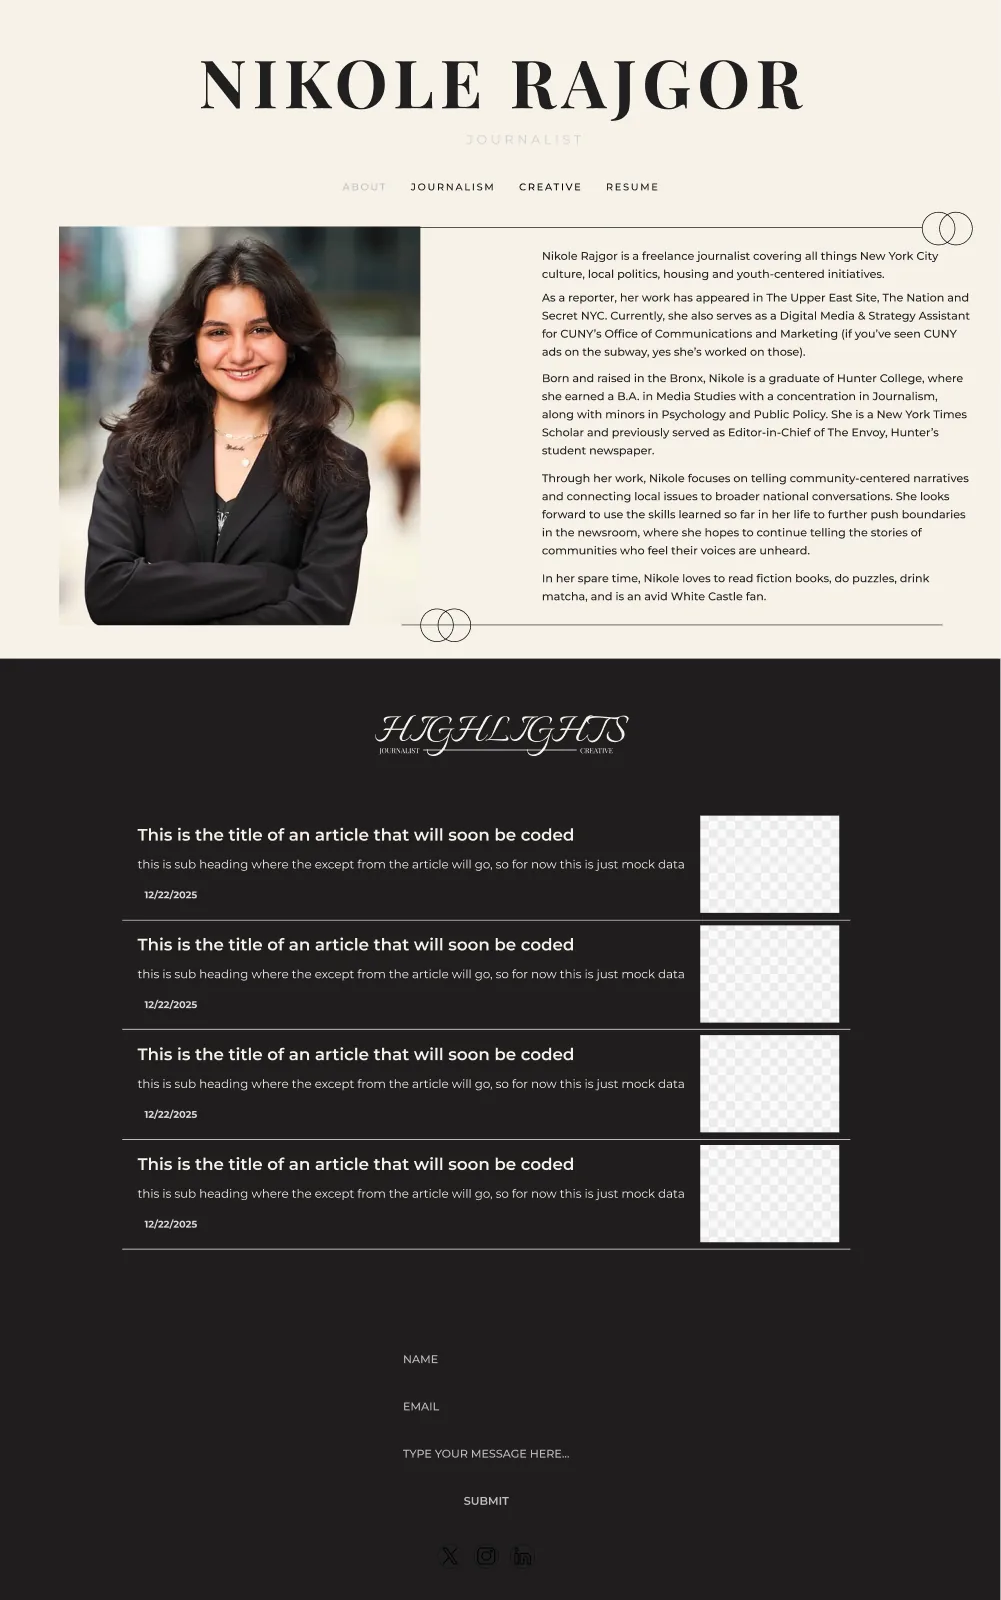 NIKOLE RAJGOR
JOURNALIST
ABOUT JOURNALISM CREATIVE RESUME
Nikole Rajgor is a freelance journalist covering all things New York City
culture, local politics, housing and youth-centered initiatives.
As a reporter, her work has appeared in The Upper East Site, The Nation and
Secret NYC. Currently, she also serves as a Digital Media & Strategy Assistant
for CUNY’s Office of Communications and Marketing (if you’ve seen CUNY
ads on the subway, yes she’s worked on those).
Born and raised in the Bronx, Nikole is a graduate of Hunter College, where
she earned a B.A. in Media Studies with a concentration in Journalism,
along with minors in Psychology and Public Policy. She is a New York Times
Scholar and previously served as Editor-in-Chief of The Envoy, Hunter’s
student newspaper.
Through her work, Nikole focuses on telling community-centered narratives
and connecting local issues to broader national conversations. She looks
forward to use the skills learned so far in her life to further push boundaries
in the newsroom, where she hopes to continue telling the stories of
communities who feel their voices are unheard.
In her spare time, Nikole loves to read fiction books, do puzzles, drink
matcha, and is an avid White Castle fan.
HIGHLIGHTS
JOURNALIST CREATIVE
This is the title of an article that will soon be coded
this is sub heading where the except from the article will go, so for now this is just mock data
12/22/2025
This is the title of an article that will soon be coded
this is sub heading where the except from the article will go, so for now this is just mock data
12/22/2025
This is the title of an article that will soon be coded
this is sub heading where the except from the article will go, so for now this is just mock data
12/22/2025
This is the title of an article that will soon be coded
this is sub heading where the except from the article will go, so for now this is just mock data
12/22/2025
NAME
EMAIL
TYPE YOUR MESSAGE HERE...
SUBMIT